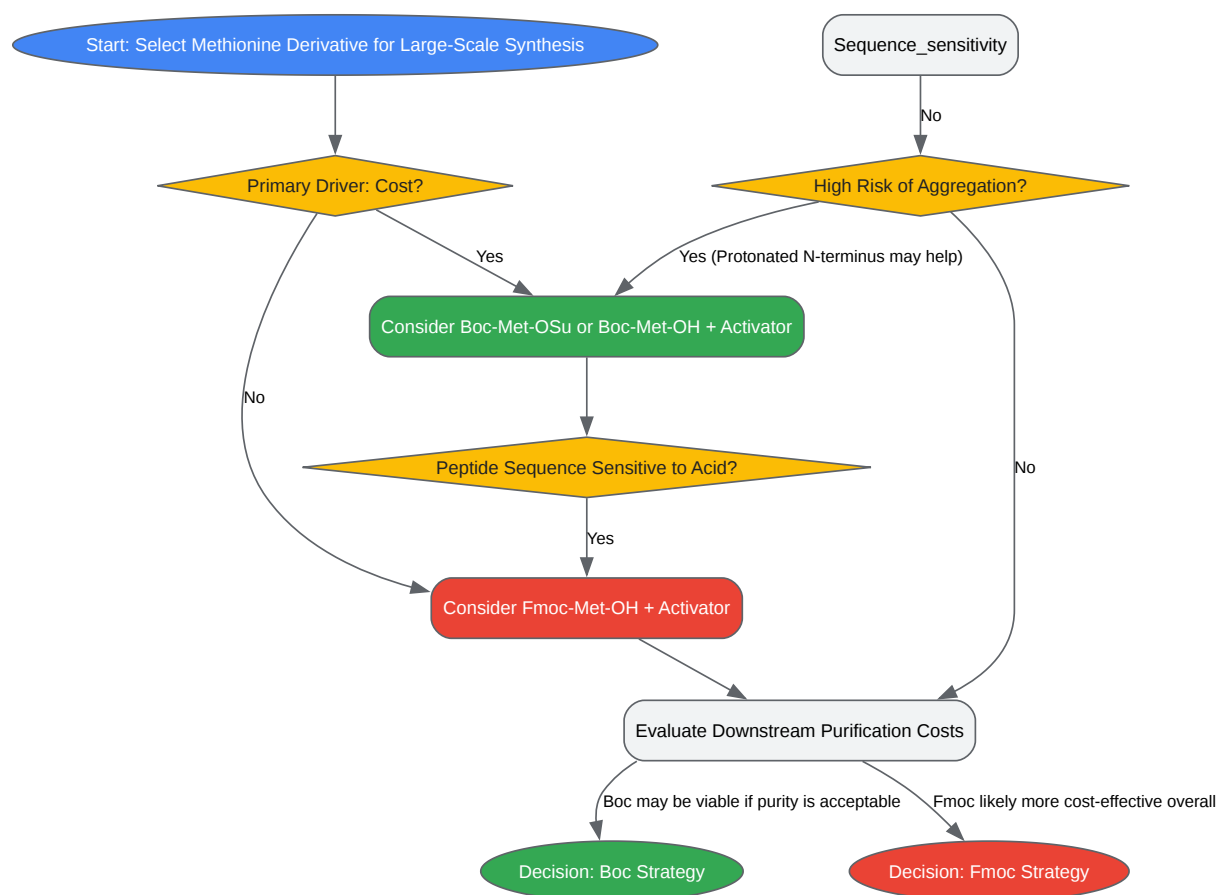 Start: Select Methionine Derivative for Large-Scale Synthesis
Sequence_sensitivity
No
Primary Driver: Cost?
High Risk of Aggregation?
Yes
Yes (Protonated N-terminus may help)
Consider Boc-Met-OSu or Boc-Met-OH + Activator
No
Peptide Sequence Sensitive to Acid?
No
Yes
Consider Fmoc-Met-OH + Activator
Evaluate Downstream Purification Costs
Boc may be viable if purity is acceptable
Fmoc likely more cost-effective overall
Decision: Boc Strategy
Decision: Fmoc Strategy